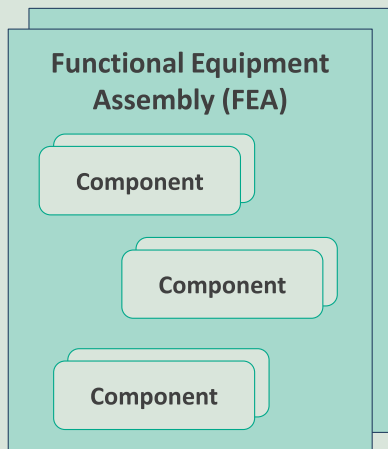 Functional Equipment
Assembly (FEA)
Component
Component
Component